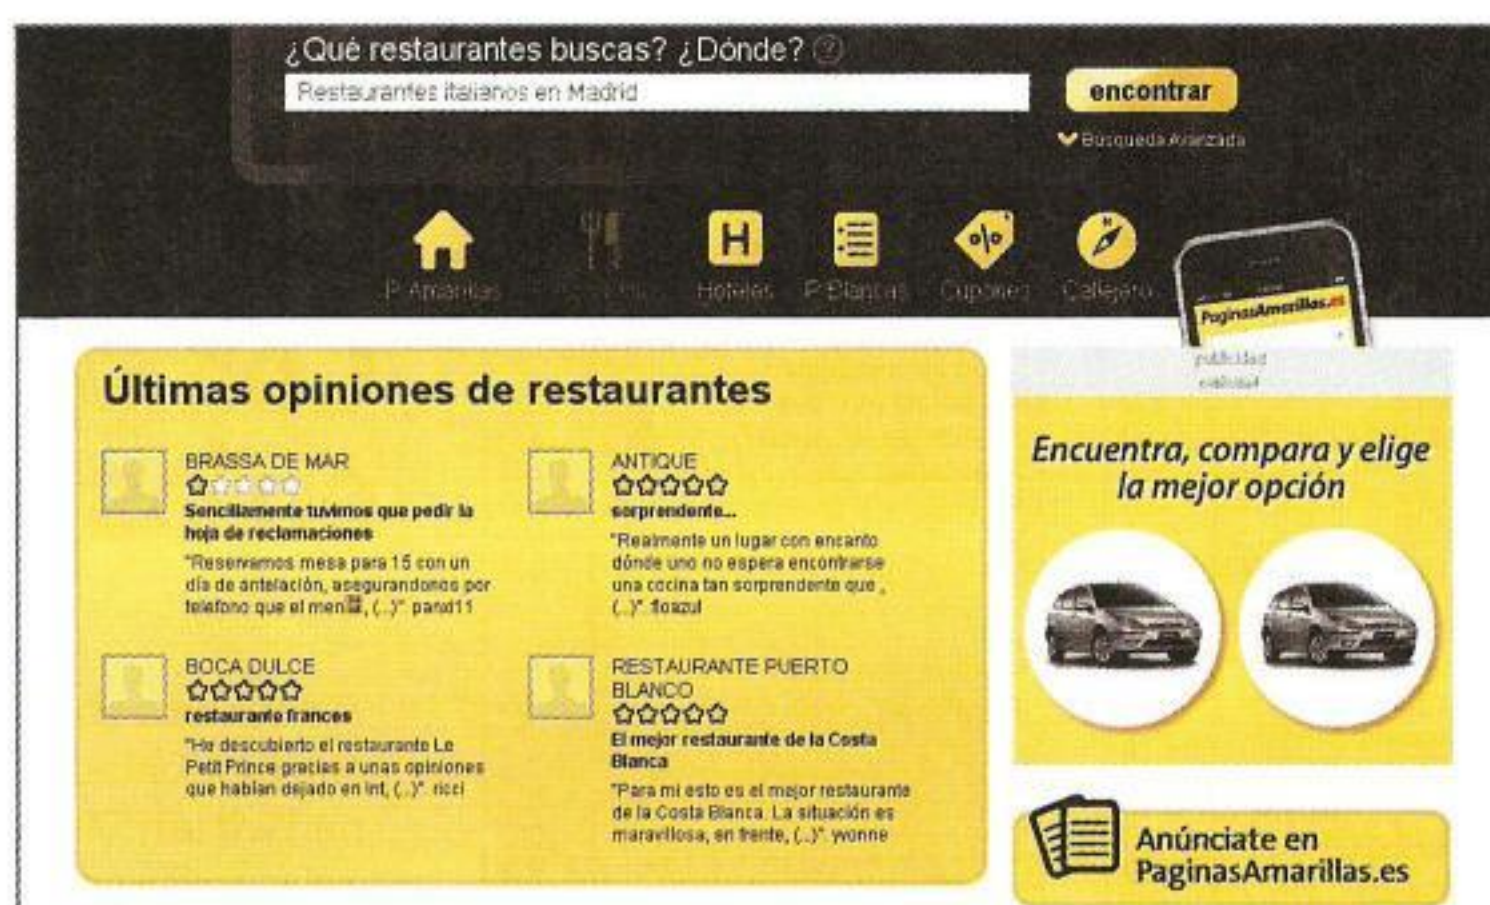 ¿Qué restaurantes buscas? ¿Dónde?
Restaurantes italianos en Madrid
encontrar
Búsqueda Avanzada
P. Amarillas
Hoteles
P. Blancas
Cupones
Callejero
PaginasAmarillas.es
publicidad
publicidad
Últimas opiniones de restaurantes
BRASSA DE MAR
Sencillamente tuvimos que pedir la
hoja de reclamaciones
"Reservamos mesa para 15 con un
día de antelación, asegurandonos por
telefono que el men , (...)" panxl11
BOCA DULCE
restaurante frances
"He descubierto el restaurante Le
Petit Prince gracias a unas opiniones
que habían dejado en int, (...)" ricci
ANTIQUE
sorprendente...
"Realmente un lugar con encanto
dónde uno no espera encontrarse
una cocina tan sorprendente que ,
(...)" floazul
RESTAURANTE PUERTO
BLANCO
El mejor restaurante de la Costa
Blanca
"Para mi esto es el mejor restaurante
de la Costa Blanca. La situación es
maravillosa, en frente, (...)" yvonne
Encuentra, compara y elige
la mejor opción
Anúnciate en
PaginasAmarillas.es